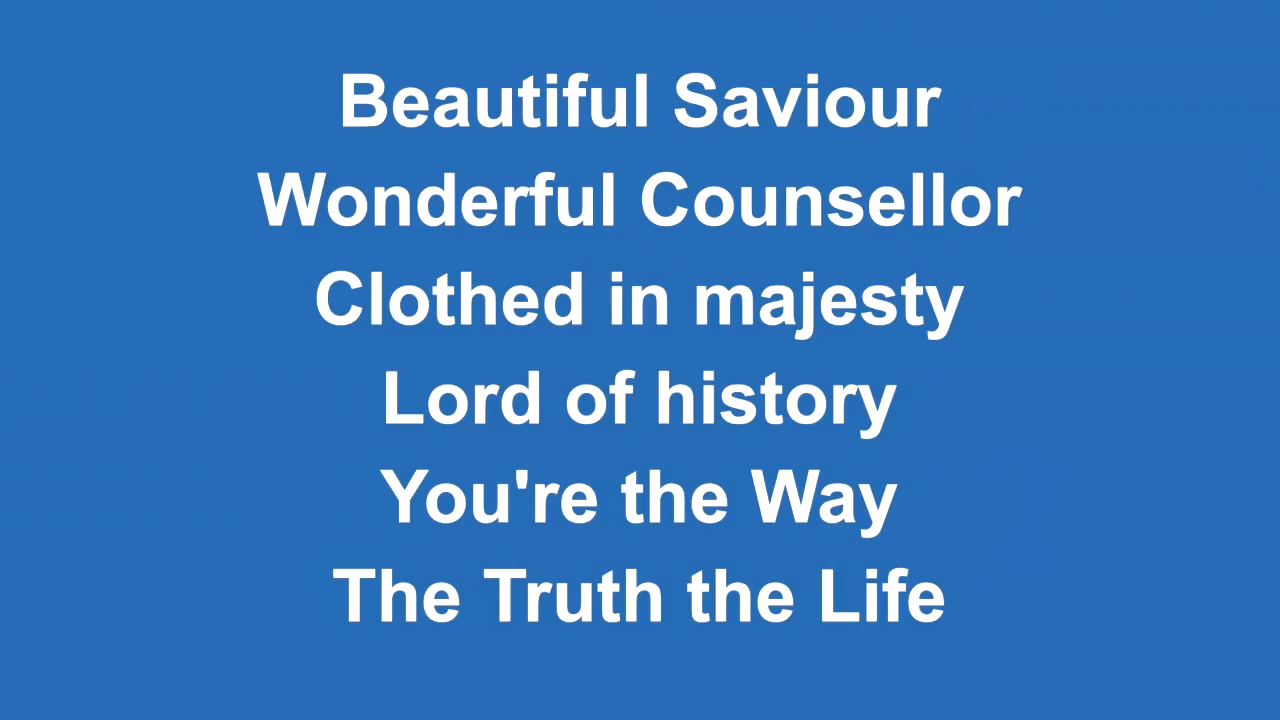 Beautiful Saviour
Wonderful Counsellor
Clothed in majesty
Lord of history
You're the Way
The Truth the Life